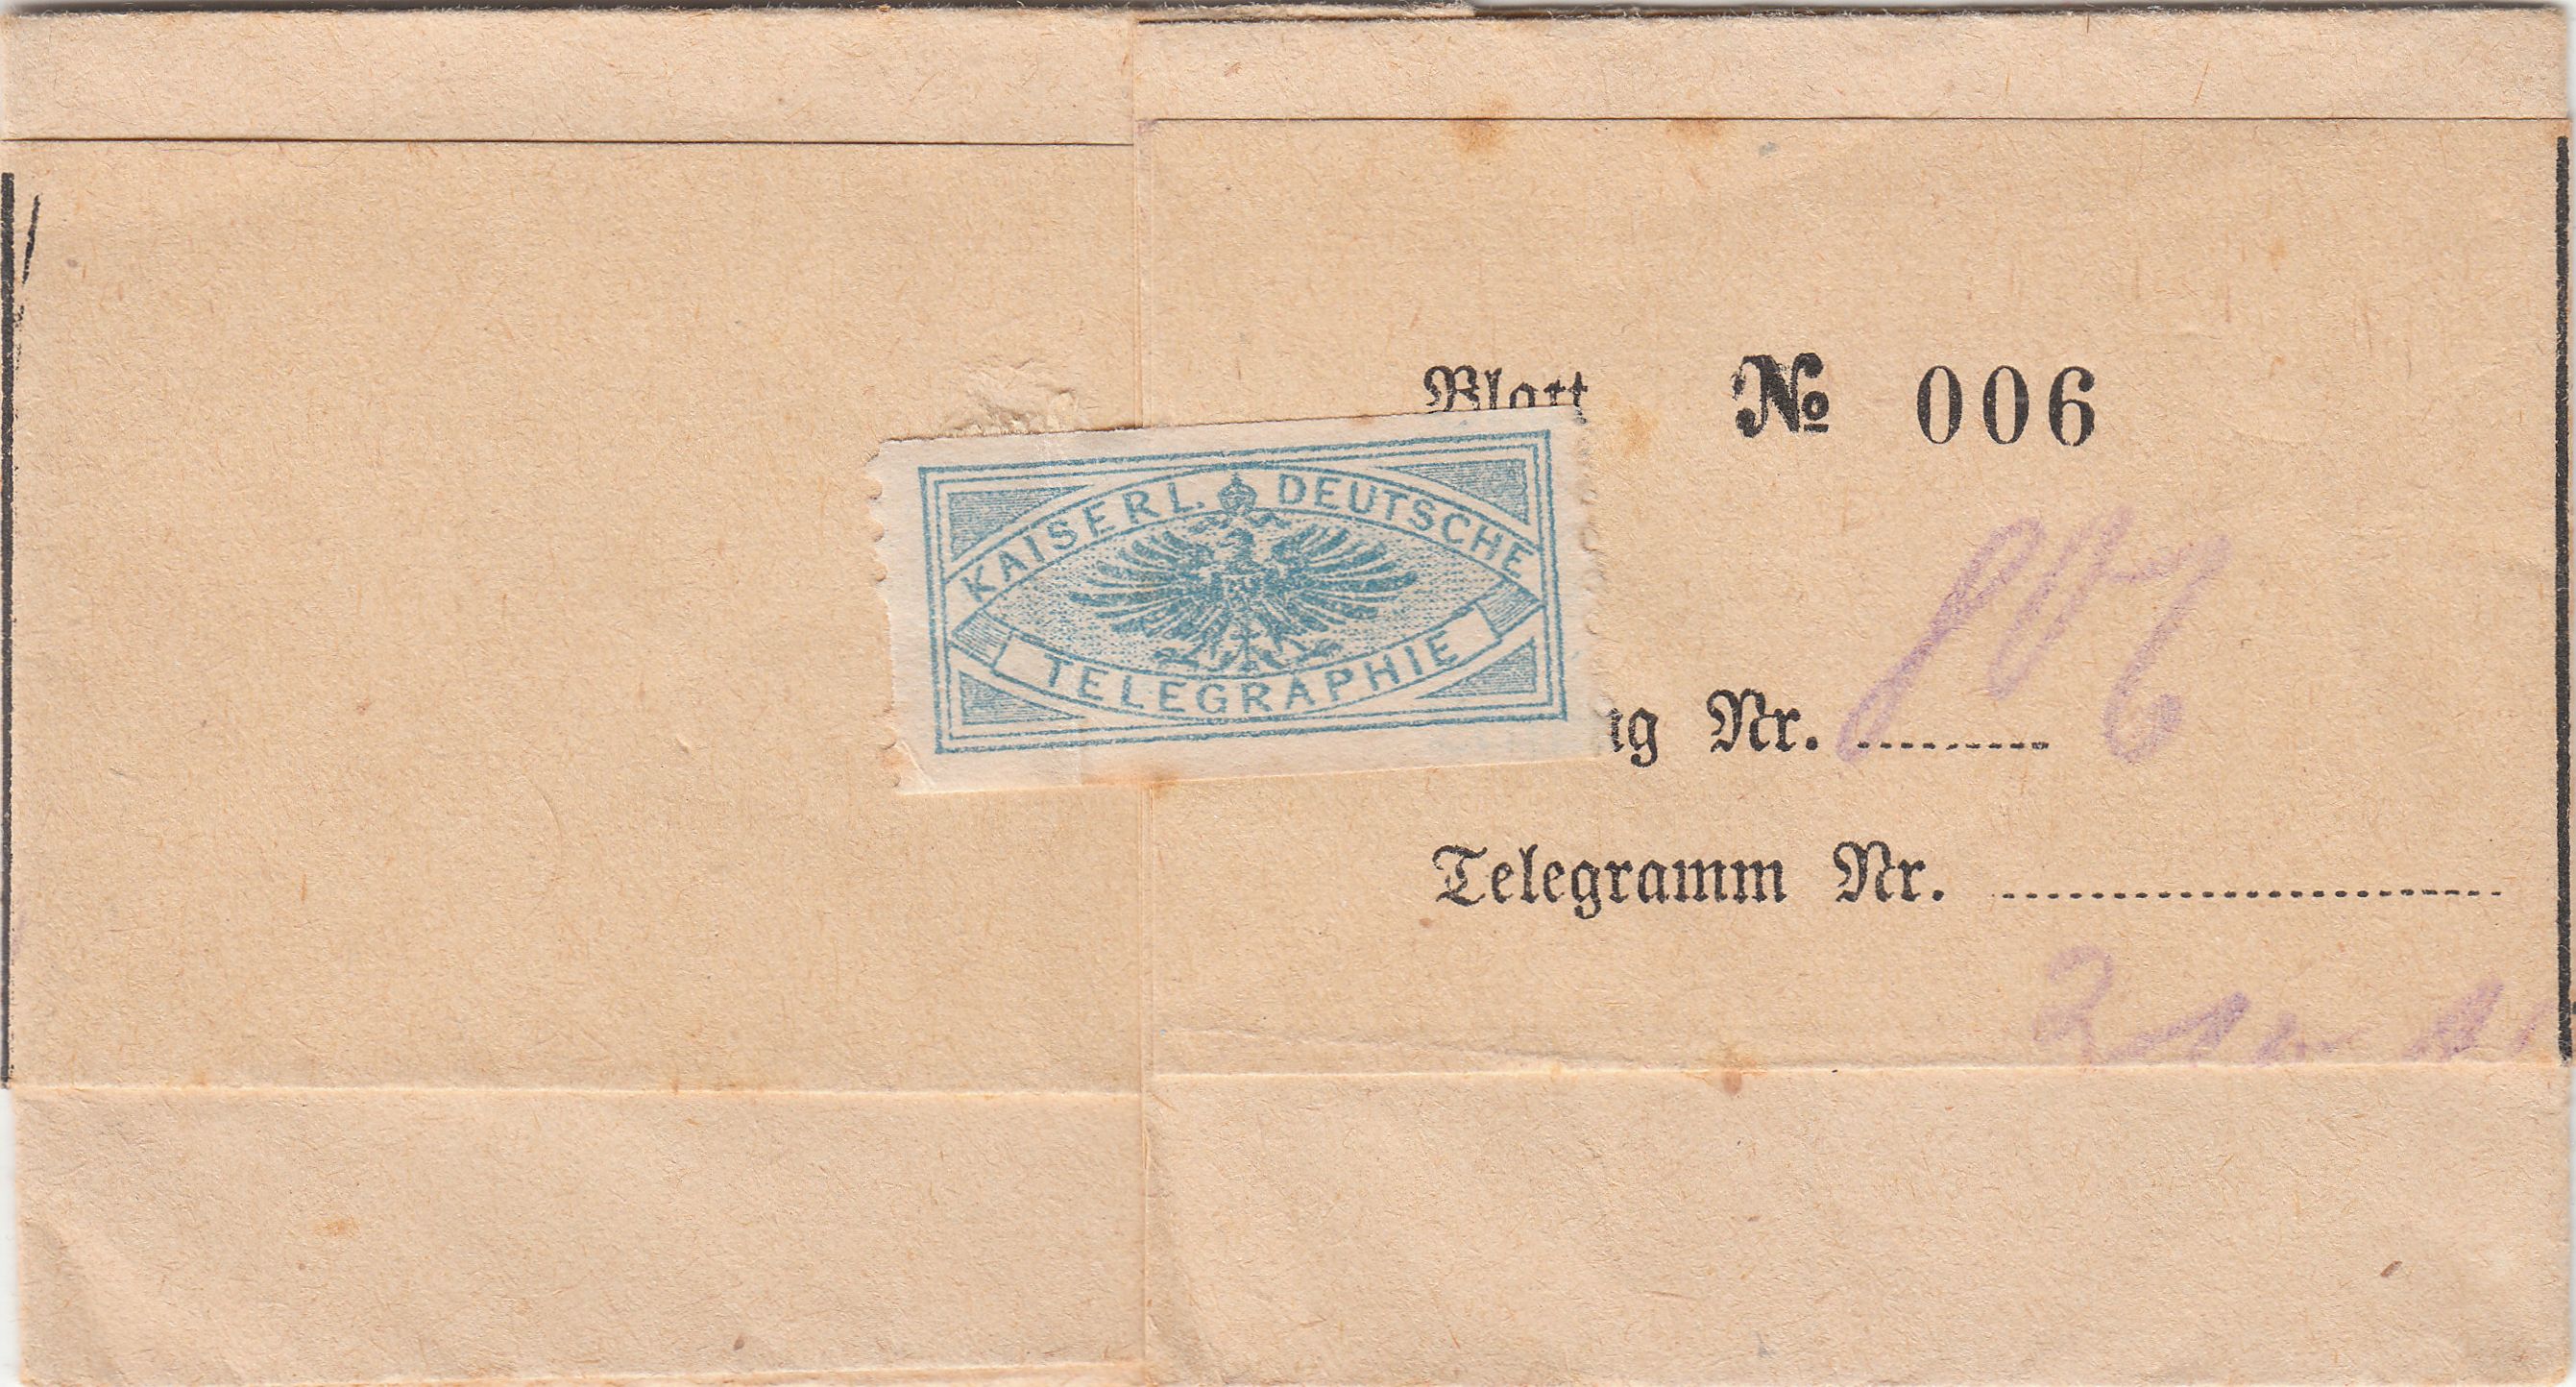 Blatt № 006
KAISERL. DEUTSCHE
TELEGRAPHIE
Nr.
Telegramm Nr.